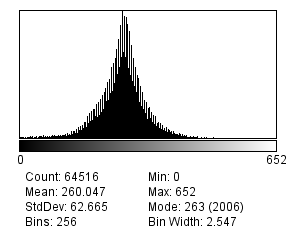 0 652
Count: 64516 Min: 0
Mean: 260.047 Max: 652
StdDev: 62.665 Mode: 263 (2006)
Bins: 256 Bin Width: 2.547